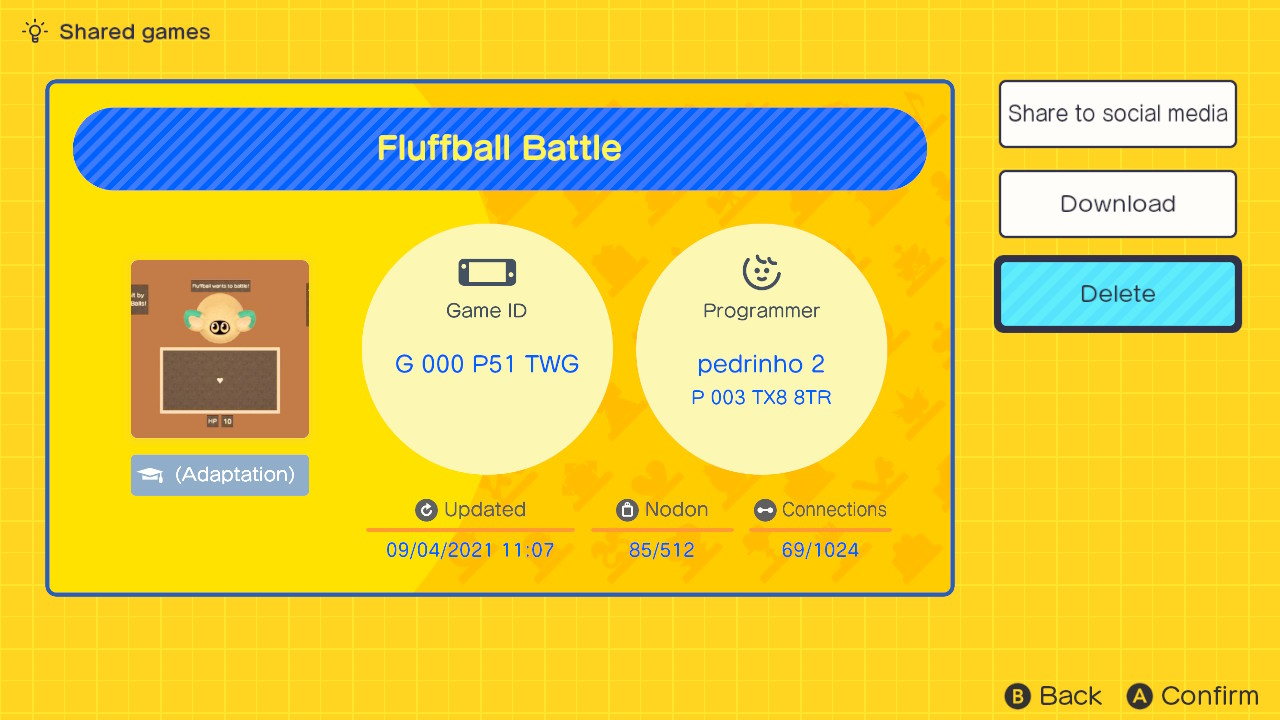 Shared games
Fluffball Battle
Share to social media
Download
Delete
Fluffball wants to battle!
HP 10
(Adaptation)
Game ID
G 000 P51 TWG
Programmer
pedrinho 2
P 003 TX8 8TR
Updated
09/04/2021 11:07
Nodon
85/512
Connections
69/1024
B Back A Confirm